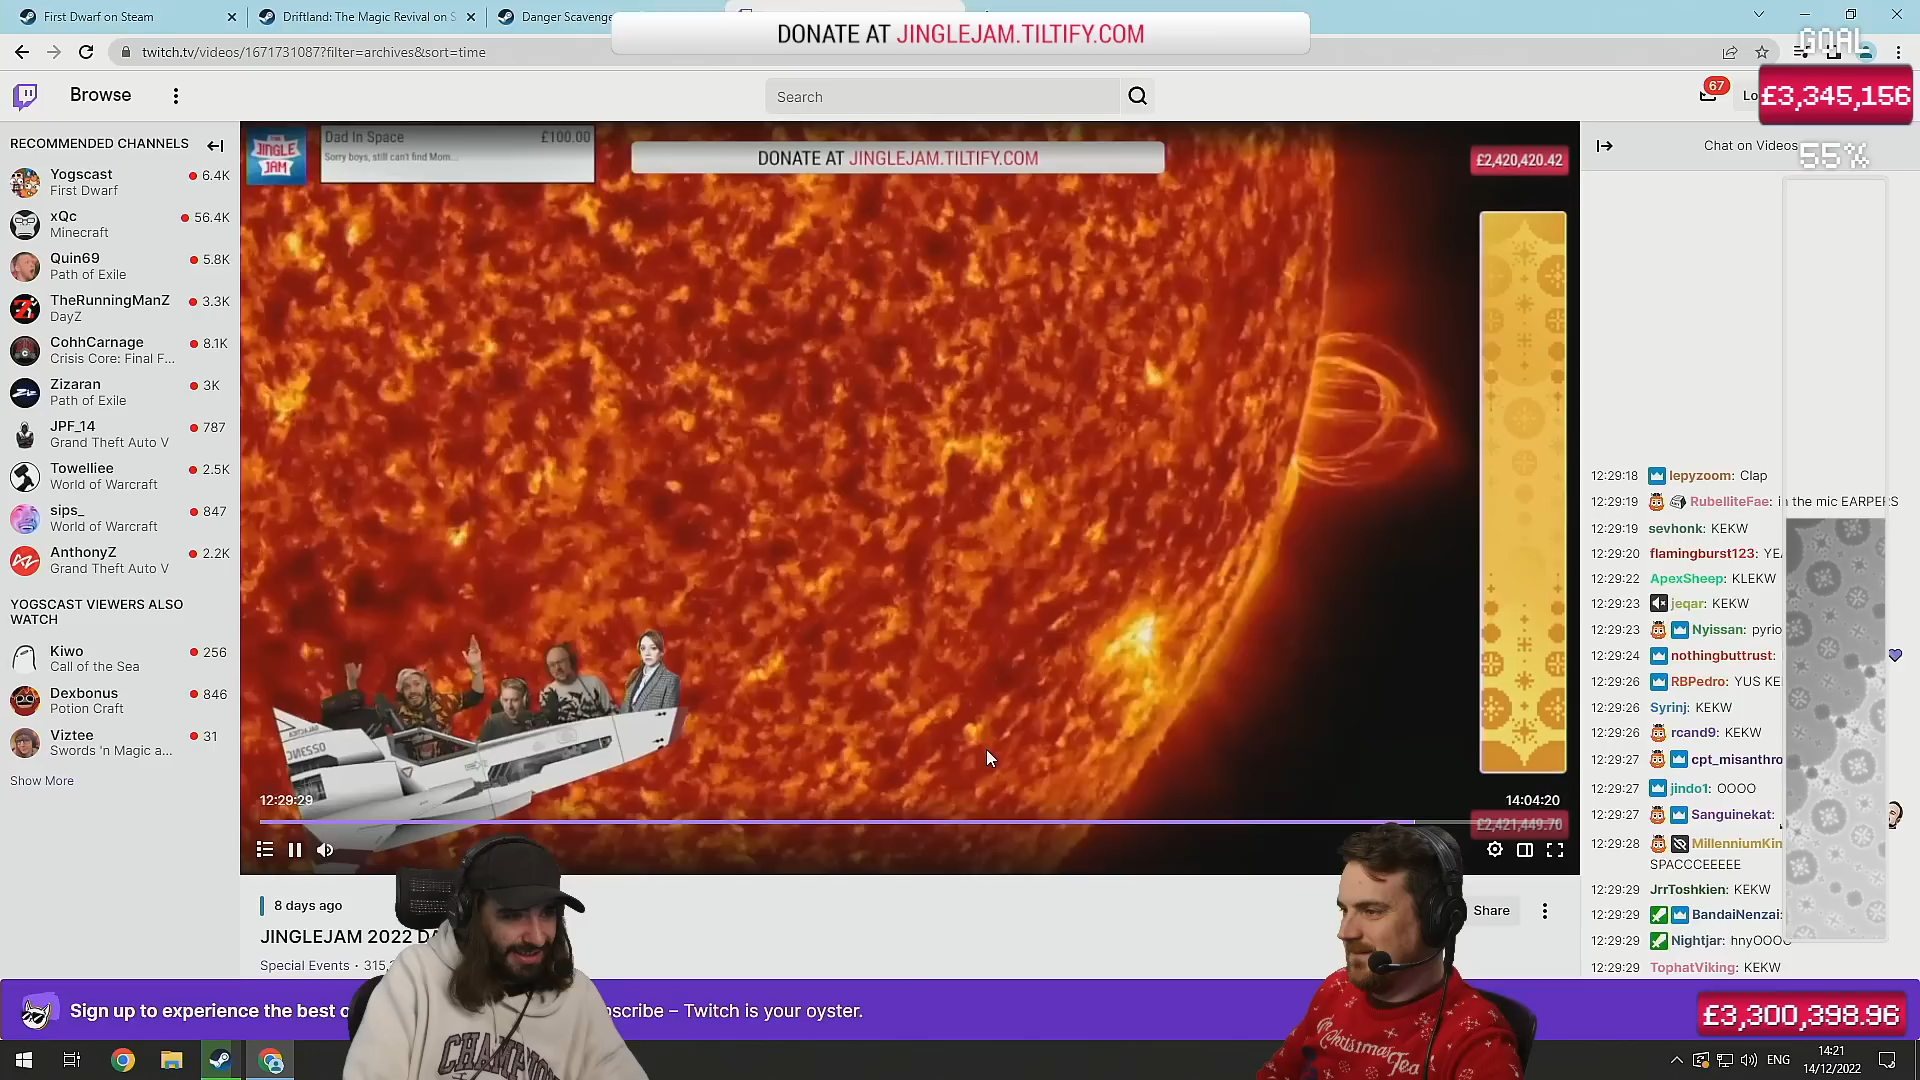 First Dwarf on Steam
Driftland: The Magic Revival on S
Danger Scavenge
DONATE AT JINGLEJAM.TILTIFY.COM
twitch.tv/videos/1671731087?filter=archives&sort=time
GOAL
£3,345,156
55%
Browse
Search
67
RECOMMENDED CHANNELS
Yogscast
First Dwarf
6.4K
xQc
Minecraft
56.4K
Quin69
Path of Exile
5.8K
TheRunningManZ
DayZ
3.3K
CohhCarnage
Crisis Core: Final F...
8.1K
Zizaran
Path of Exile
3K
JPF_14
Grand Theft Auto V
787
Towelliee
World of Warcraft
2.5K
sips_
World of Warcraft
847
AnthonyZ
Grand Theft Auto V
2.2K
YOGSCAST VIEWERS ALSO
WATCH
Kiwo
Call of the Sea
256
Dexbonus
Potion Craft
846
Viztee
Swords 'n Magic a...
31
Show More
JINGLE
JAM
Dad In Space £100.00
Sorry boys, still can't find Mom...
DONATE AT JINGLEJAM.TILTIFY.COM
£2,420,420.42
12:29:29
14:04:20
£2,421,449.70
8 days ago
Share
JINGLEJAM 2022 DA
Special Events • 315,
Chat on Videos
12:29:18 lepyzoom: Clap
12:29:19 RubelliteFae: in the mic EARPERS
12:29:19 sevhonk: KEKW
12:29:20 flamingburst123: YEA
12:29:22 ApexSheep: KLEKW
12:29:23 jeqar: KEKW
12:29:23 Nyissan: pyrio
12:29:24 nothingbuttrust:
12:29:26 RBPedro: YUS KE
12:29:26 Syrinj: KEKW
12:29:26 rcand9: KEKW
12:29:27 cpt_misanthro
12:29:27 jindo1: OOOO
12:29:27 Sanguinekat:
12:29:28 MillenniumKin
SPACCCEEEEE
12:29:29 JrrToshkien: KEKW
12:29:29 BandaiNenzai:
12:29:29 Nightjar: hnyOOOO
12:29:29 TophatViking: KEKW
Sign up to experience the best o
nscribe – Twitch is your oyster.
£3,300,398.96
CHAMPION
Christmas
Tea
ENG
14:21
14/12/2022